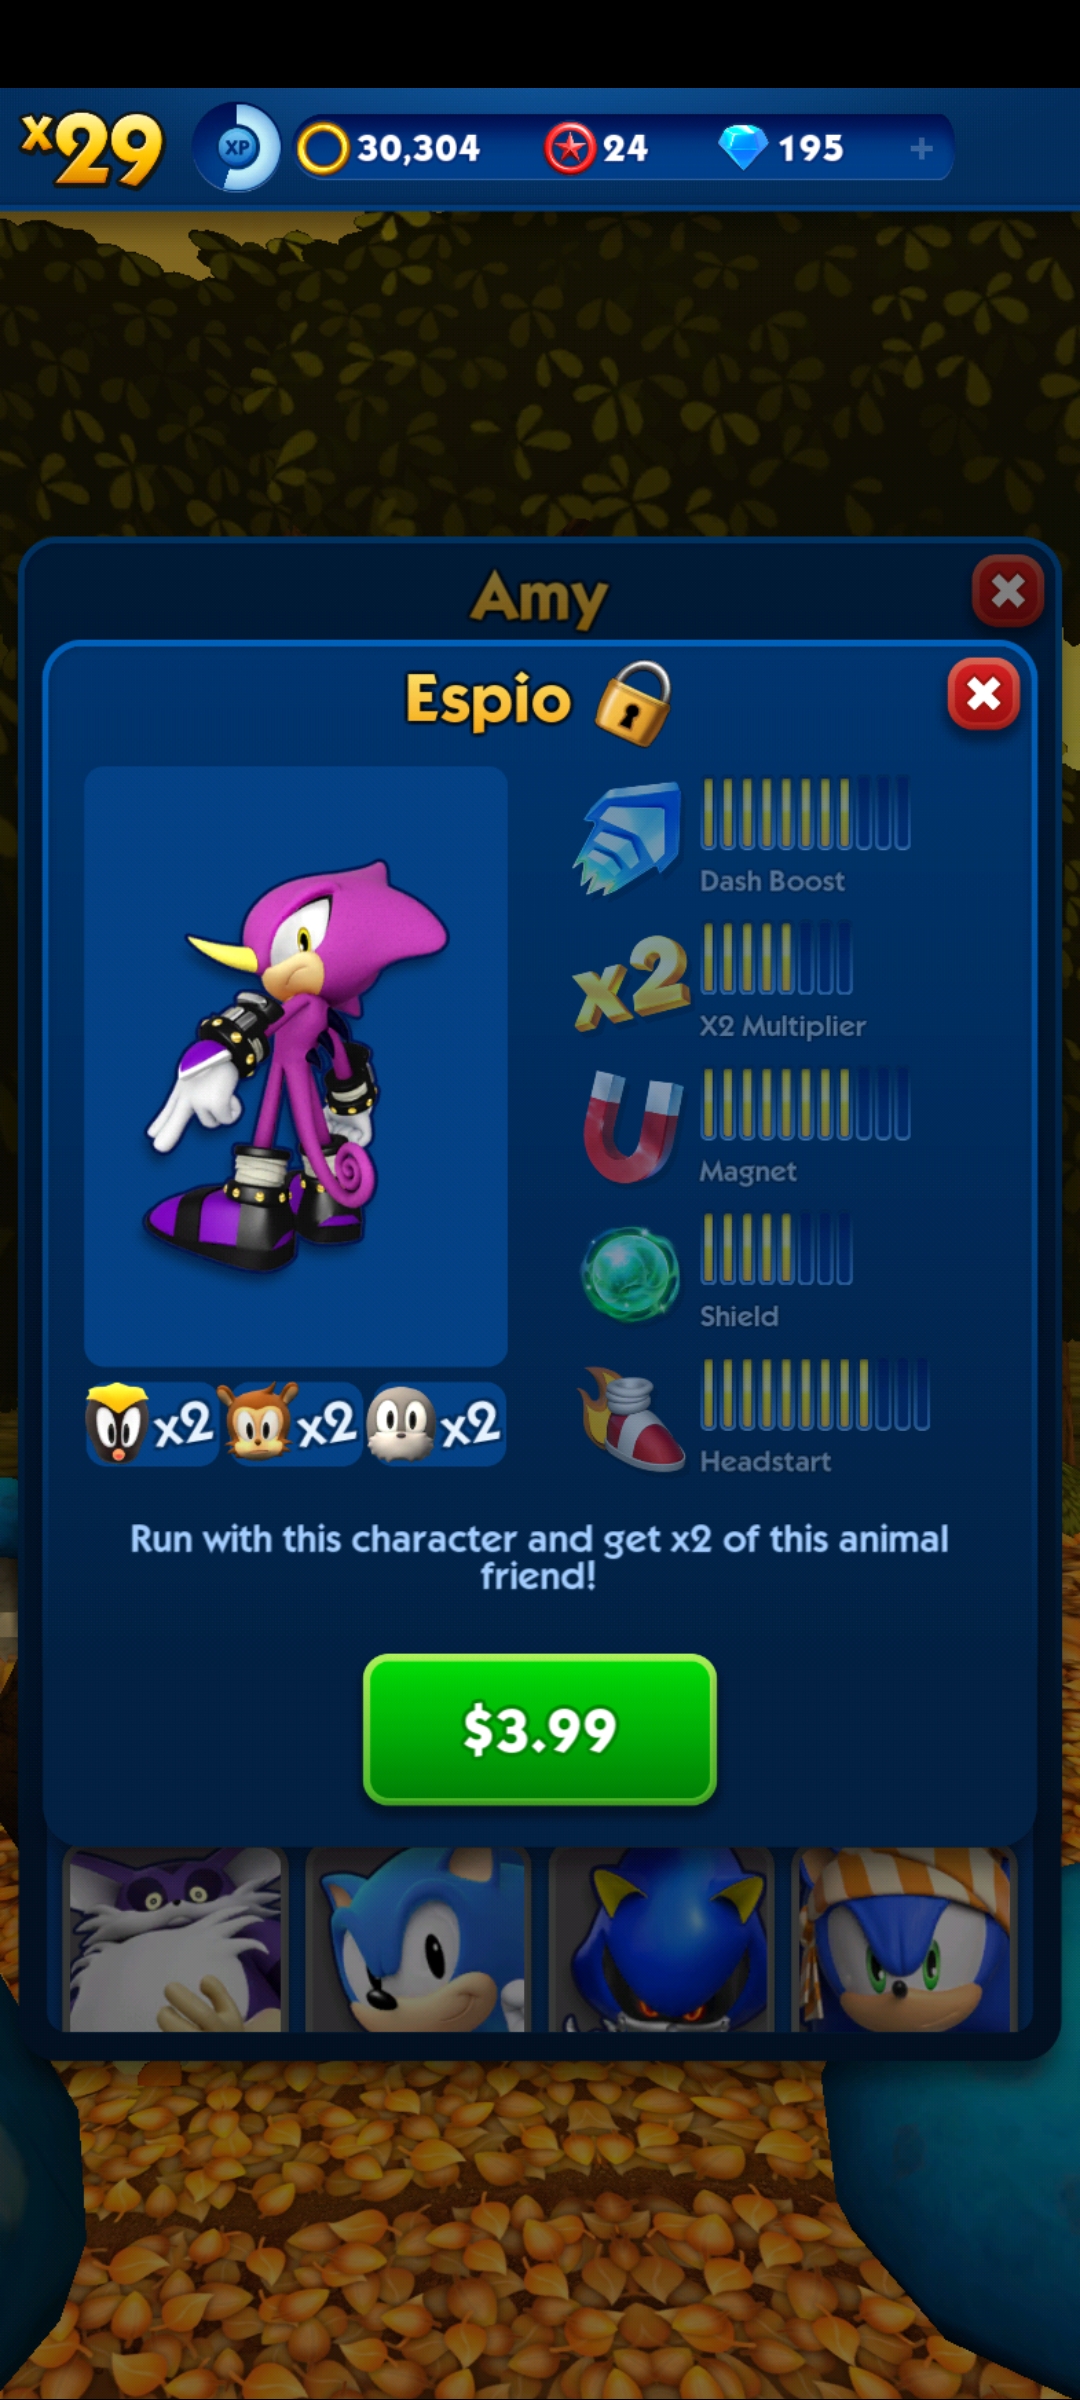 x29
XP
30,304
24
195
+
Amy
Espio
Dash Boost
x2
X2 Multiplier
Magnet
Shield
x2
x2
x2
Headstart
Run with this character and get x2 of this animal
friend!
$3.99